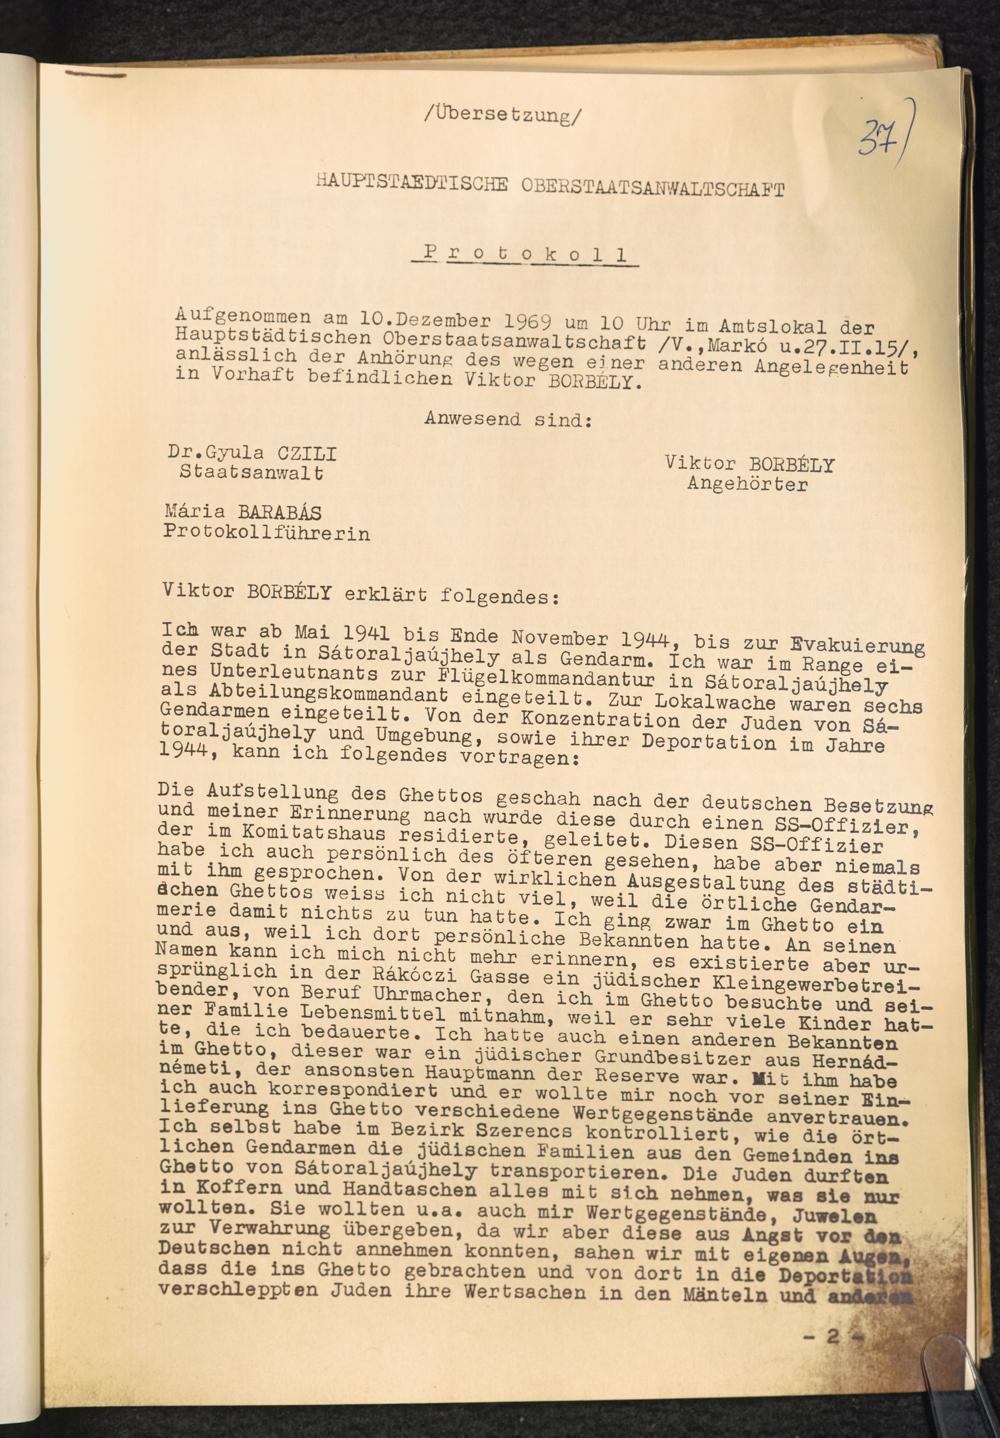 /Übersetzung/
37)
HAUPTSTAEDTISCHE OBERSTAATSANWALTSCHAFT
P r o t o k o l l
Aufgenommen am 10.Dezember 1969 um 10 Uhr im Amtslokal der
Hauptstädtischen Oberstaatsanwaltschaft /V.,Markó u.27.II.15/,
anlässlich der Anhörung des wegen einer anderen Angelegenheit
in Vorhaft befindlichen Viktor BORBÉLY.
Anwesend sind:
Dr.Gyula CZILI
Staatsanwalt
Viktor BORBÉLY
Angehörter
Mária BARABÁS
Protokollführerin
Viktor BORBÉLY erklärt folgendes:
Ich war ab Mai 1941 bis Ende November 1944, bis zur Evakuierung
der Stadt in Sátoraljaújhely als Gendarm. Ich war im Range ei-
nes Unterleutnants zur Flügelkommandantur in Sátoraljaújhely
als Abteilungskommandant eingeteilt. Zur Lokalwache waren sechs
Gendarmen eingeteilt. Von der Konzentration der Juden von Sá-
toraljaújhely und Umgebung, sowie ihrer Deportation im Jahre
1944, kann ich folgendes vortragen:
Die Aufstellung des Ghettos geschah nach der deutschen Besetzung
und meiner Erinnerung nach wurde diese durch einen SS-Offizier,
der im Komitatshaus residierte, geleitet. Diesen SS-Offizier
habe ich auch persönlich des öfteren gesehen, habe aber niemals
mit ihm gesprochen. Von der wirklichen Ausgestaltung des städti-
schen Ghettos weiss ich nicht viel, weil die örtliche Gendar-
merie damit nichts zu tun hatte. Ich ging zwar im Ghetto ein
und aus, weil ich dort persönliche Bekannten hatte. An seinen
Namen kann ich mich nicht mehr erinnern, es existierte aber ur-
sprünglich in der Rákóczi Gasse ein jüdischer Kleingewerbetrei-
bender, von Beruf Uhrmacher, den ich im Ghetto besuchte und sei-
ner Familie Lebensmittel mitnahm, weil er sehr viele Kinder hat-
te, die ich bedauerte. Ich hatte auch einen anderen Bekannten
im Ghetto, dieser war ein jüdischer Grundbesitzer aus Hernád-
németi, der ansonsten Hauptmann der Reserve war. Mit ihm habe
ich auch korrespondiert und er wollte mir noch vor seiner Ein-
lieferung ins Ghetto verschiedene Wertgegenstände anvertrauen.
Ich selbst habe im Bezirk Szerencs kontrolliert, wie die ört-
lichen Gendarmen die jüdischen Familien aus den Gemeinden ins
Ghetto von Sátoraljaújhely transportieren. Die Juden durften
in Koffern und Handtaschen alles mit sich nehmen, was sie nur
wollten. Sie wollten u.a. auch mir Wertgegenstände, Juwelen
zur Verwahrung übergeben, da wir aber diese aus Angst vor den
Deutschen nicht annehmen konnten, sahen wir mit eigenen Augen,
dass die ins Ghetto gebrachten und von dort in die Deportation
verschleppten Juden ihre Wertsachen in den Mänteln und anderen
- 2 -